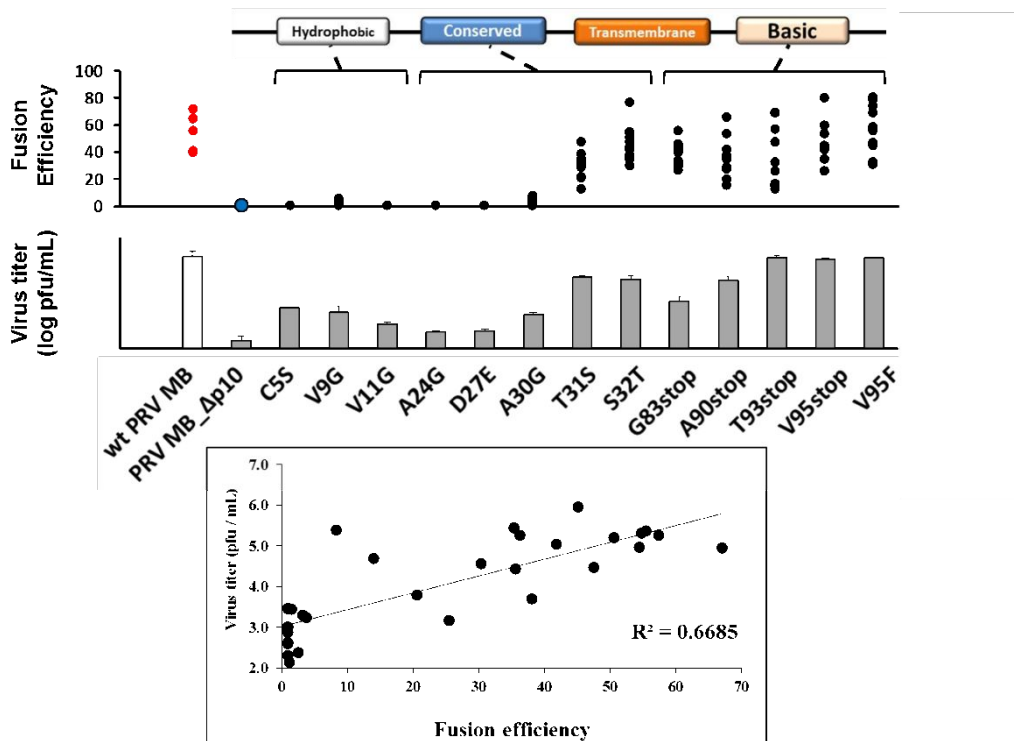 Hydrophobic Conserved Transmembrane Basic
Fusion
Efficiency
100
80
60
40
20
0
Virus titer
(log pfu/mL)
wt PRV MB
PRV MB_Δp10
C5S
V9G
V11G
A24G
D27E
A30G
T31S
S32T
G83stop
A90stop
T93stop
V95stop
V95F
Virus titer (pfu / mL)
7.0
6.0
5.0
4.0
3.0
2.0
R² = 0.6685
0 10 20 30 40 50 60 70
Fusion efficiency